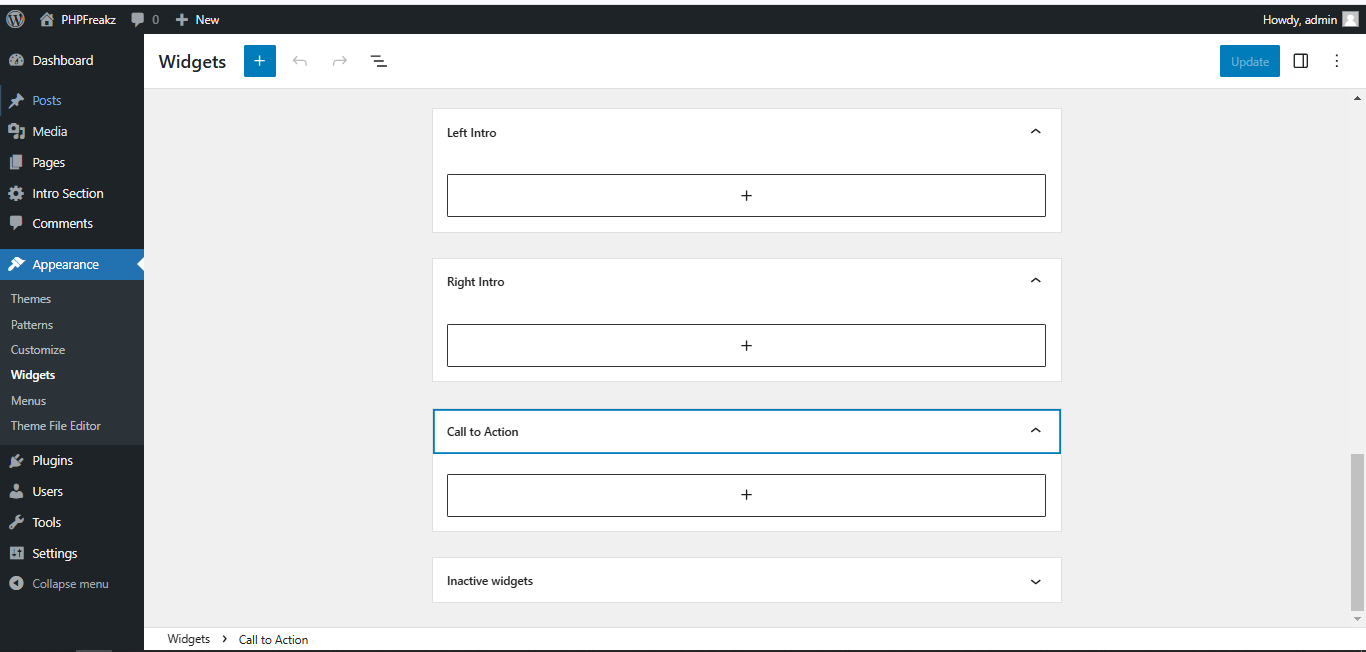 PHPFreakz 0 New Howdy, admin
Dashboard
Posts
Media
Pages
Intro Section
Comments
Appearance
Themes
Patterns
Customize
Widgets
Menus
Theme File Editor
Plugins
Users
Tools
Settings
Collapse menu
Widgets Update
Left Intro
Right Intro
Call to Action
Inactive widgets
Widgets > Call to Action